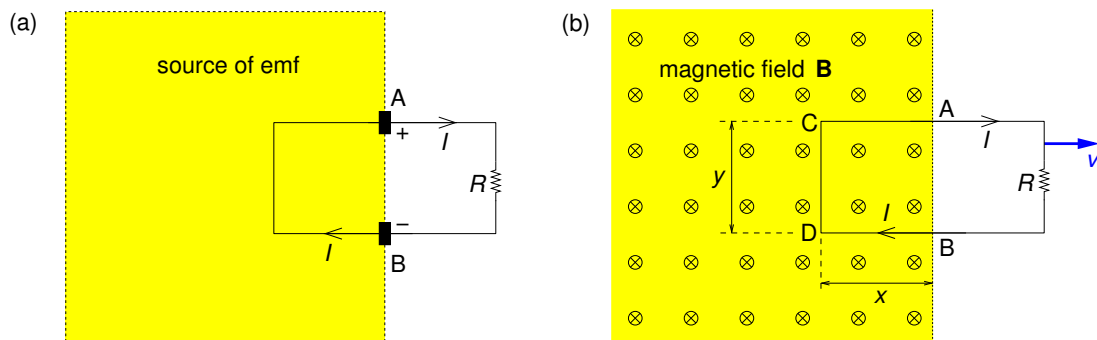 (a)
source of emf
A
+
I
R
−
I
B
(b)
magnetic field B
C
A
I
v
y
R
I
D
B
x